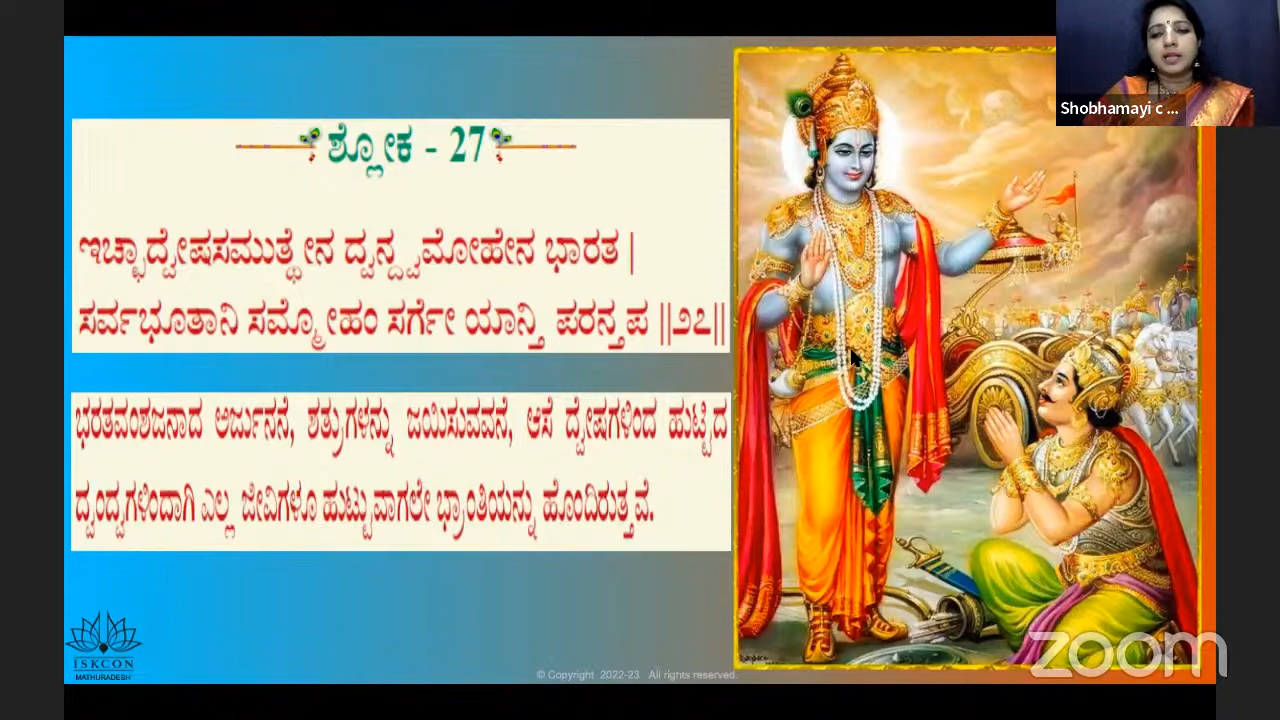 Shobhamayi c ...
ಶ್ಲೋಕ - 27
ಇಚ್ಛಾದ್ವೇಷಸಮುತ್ಥೇನ ದ್ವನ್ದ್ವಮೋಹೇನ ಭಾರತ |
ಸರ್ವಭೂತಾನಿ ಸಮ್ಮೋಹಂ ಸರ್ಗೇ ಯಾನ್ತಿ ಪರನ್ತಪ ||೨೭||
ಭರತವಂಶಜನಾದ ಅರ್ಜುನನೆ, ಶತ್ರುಗಳನ್ನು ಜಯಿಸುವವನೆ, ಆಸೆ ದ್ವೇಷಗಳಿಂದ ಹುಟ್ಟಿದ
ದ್ವಂದ್ವಗಳಿಂದಾಗಿ ಎಲ್ಲ ಜೀವಿಗಳೂ ಹುಟ್ಟುವಾಗಲೇ ಭ್ರಾಂತಿಯನ್ನು ಹೊಂದಿರುತ್ತವೆ.
ISKCON
MATHURADESH
© Copyright 2022-23 All rights reserved.
zoom